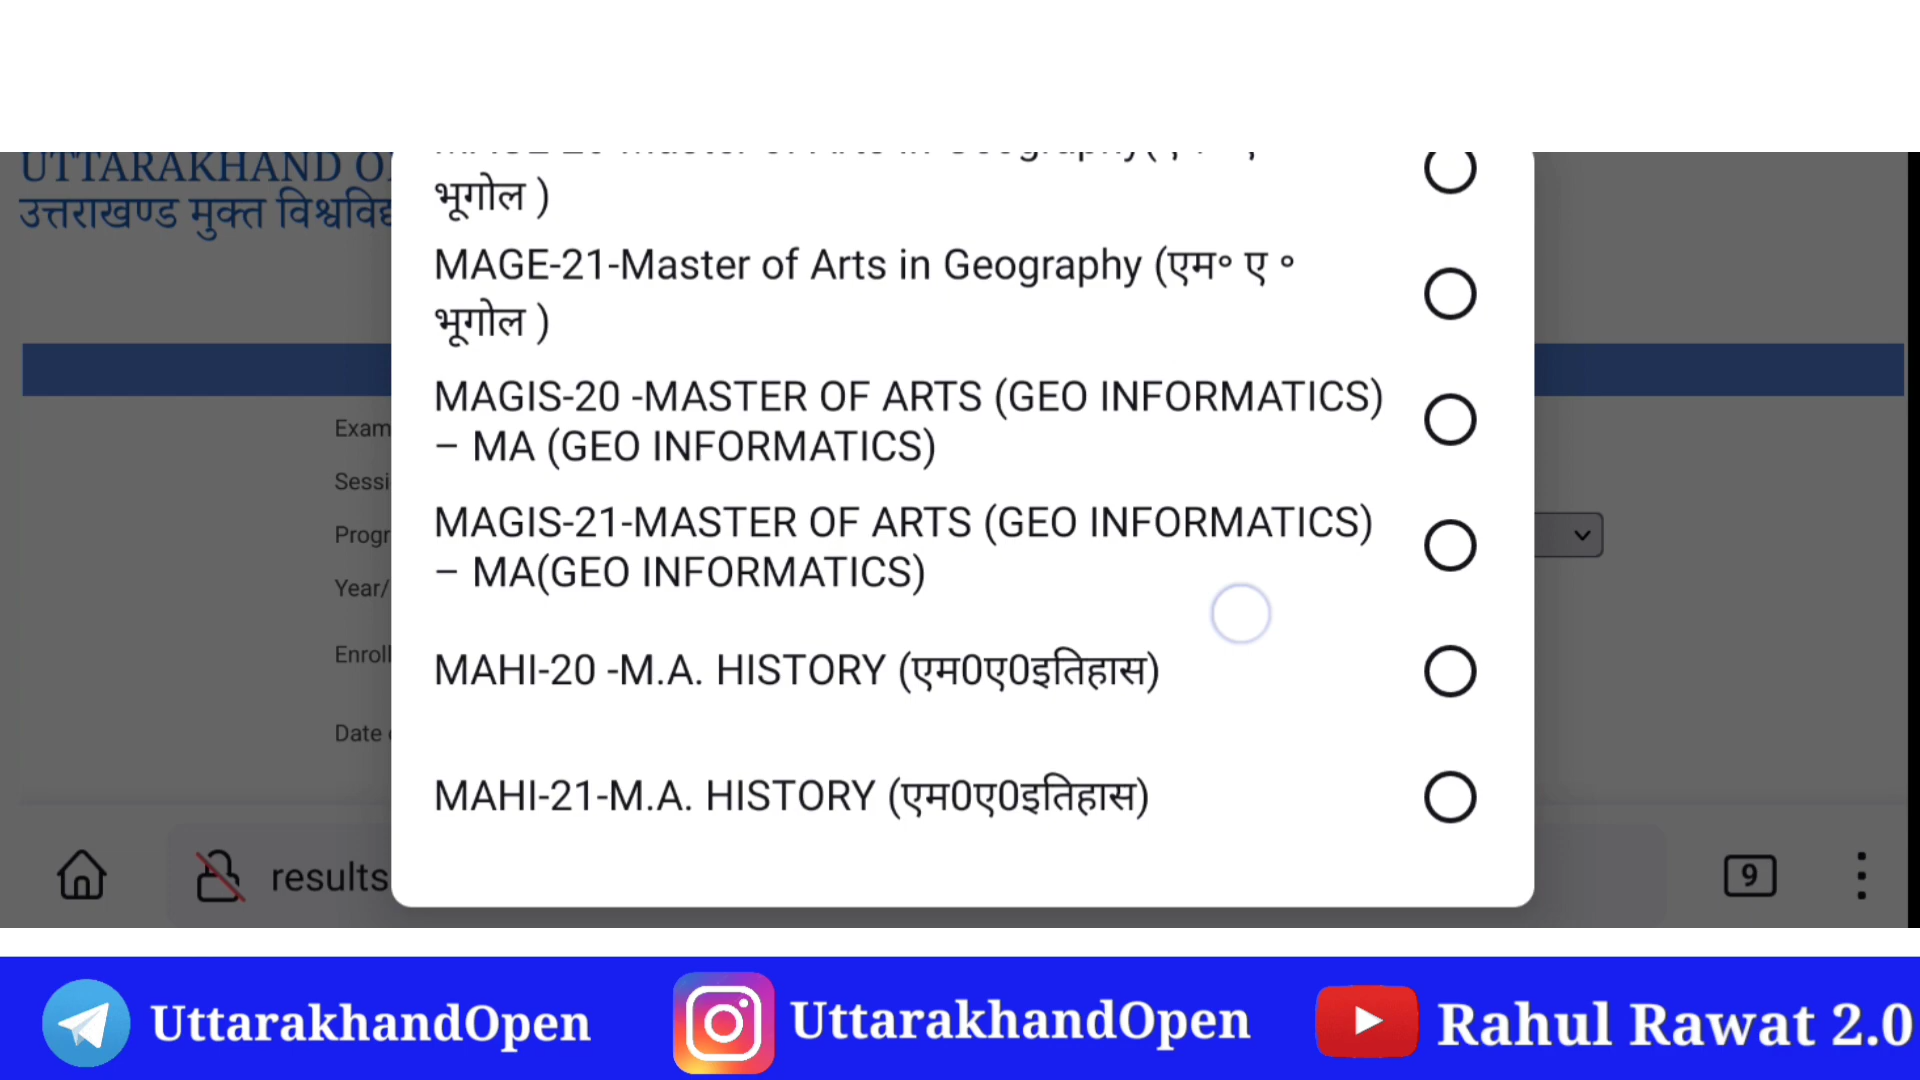 UTTARAKHAND
उत्तराखण्ड मुक्त
भूगोल )
MAGE-21-Master of Arts in Geography (एम॰ ए ॰
भूगोल )
MAGIS-20 -MASTER OF ARTS (GEO INFORMATICS)
– MA (GEO INFORMATICS)
Exam
Sessi
MAGIS-21-MASTER OF ARTS (GEO INFORMATICS)
– MA(GEO INFORMATICS)
Progr
Year/
Enroll
MAHI-20 -M.A. HISTORY (एम0ए0इतिहास)
Date
MAHI-21-M.A. HISTORY (एम0ए0इतिहास)
results
9
UttarakhandOpen
UttarakhandOpen
Rahul Rawat 2.0